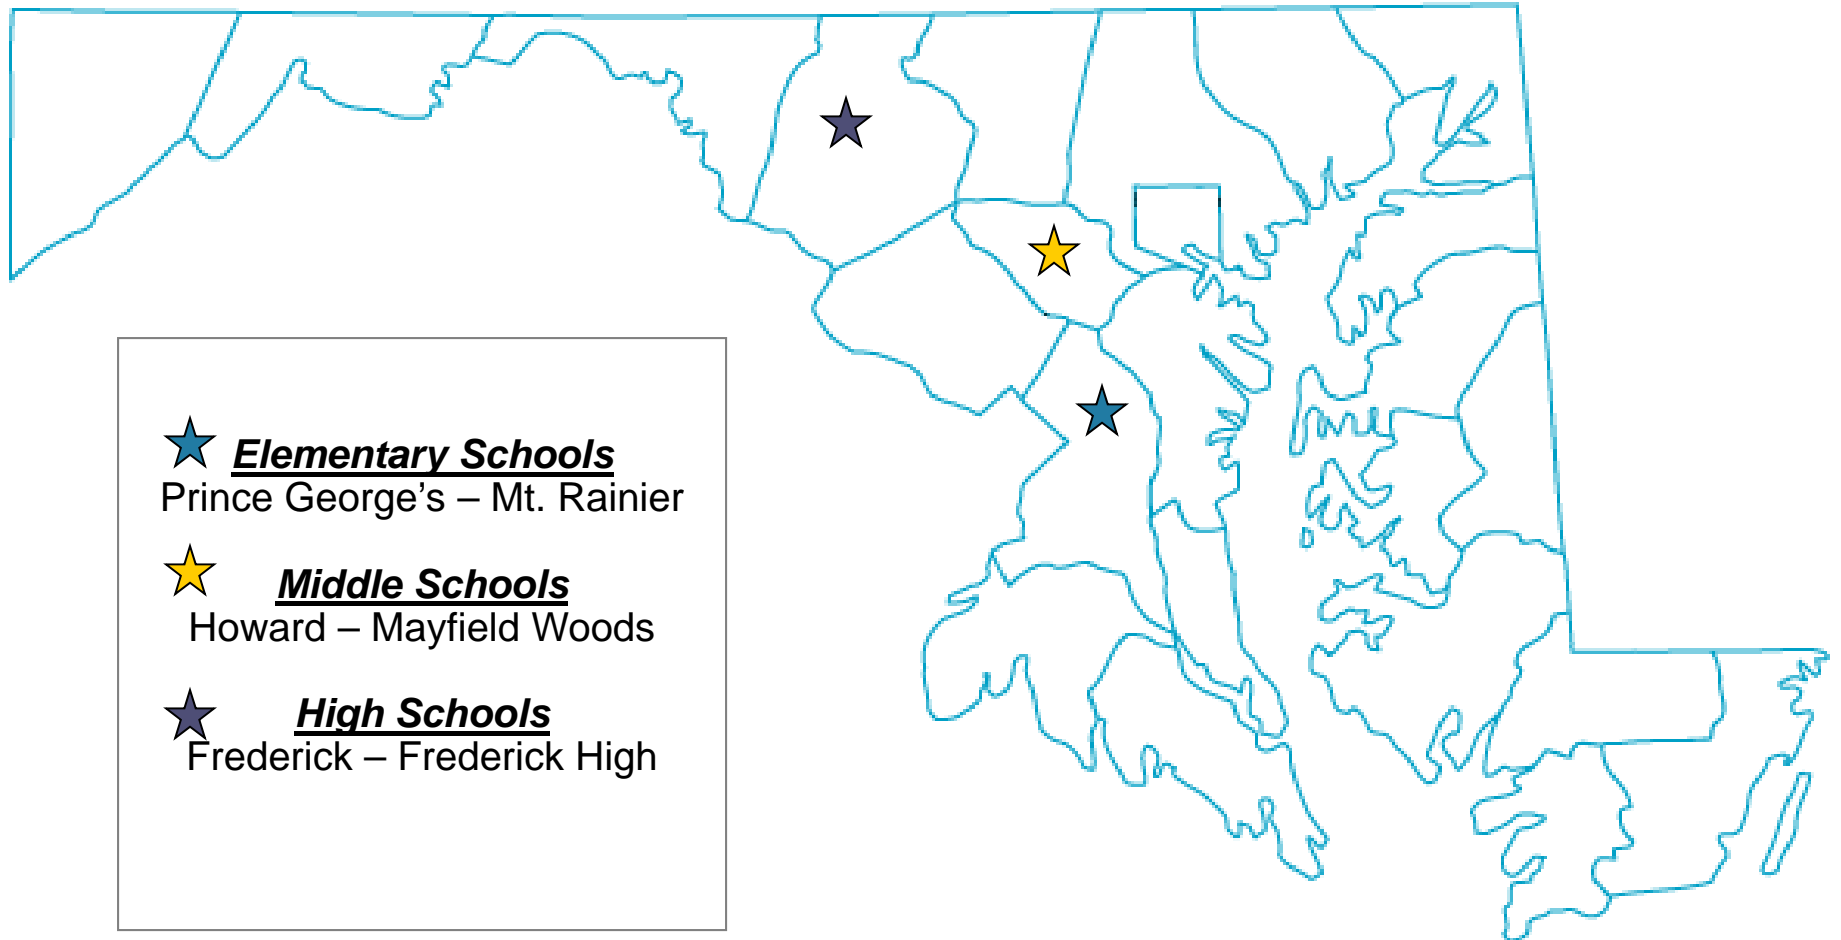 Elementary Schools
Prince George’s – Mt. Rainier
Middle Schools
Howard – Mayfield Woods
High Schools
Frederick – Frederick High